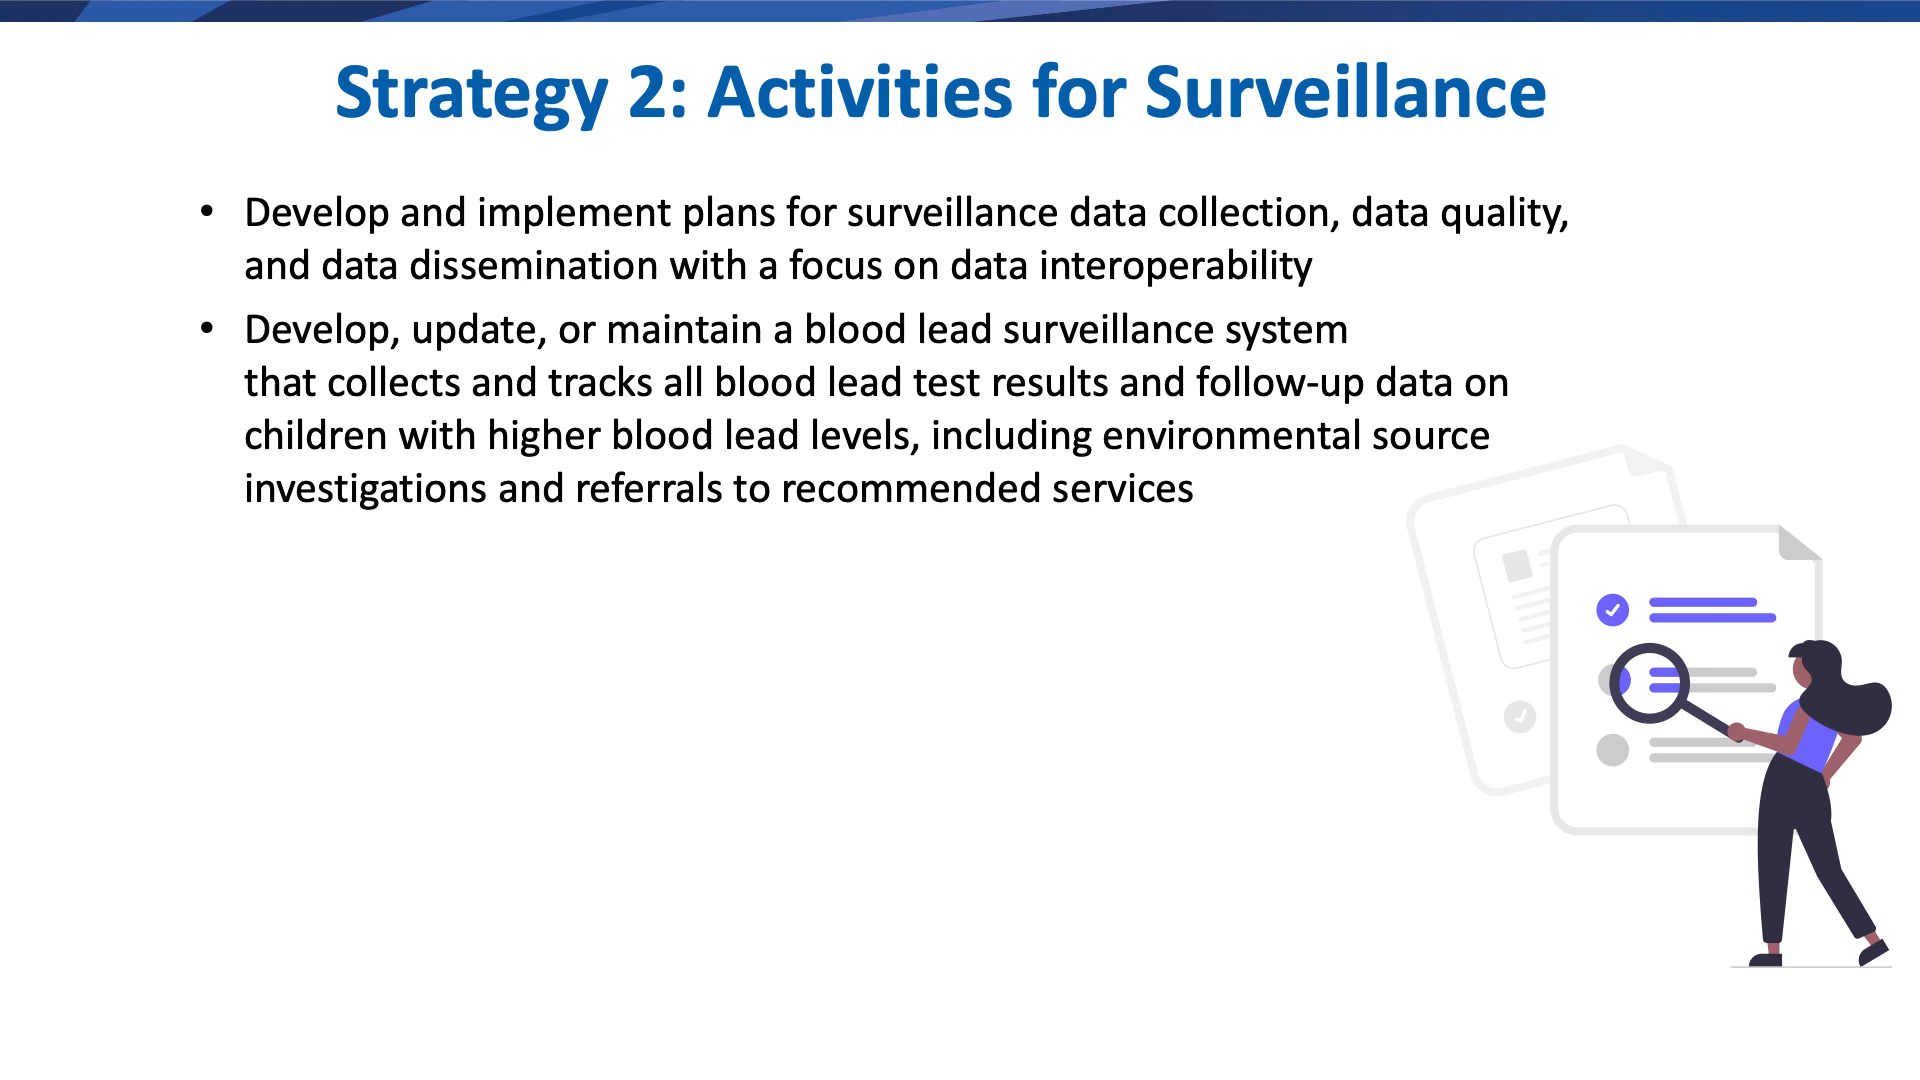 Strategy 2: Activities for Surveillance
• Develop and implement plans for surveillance data collection, data quality,
and data dissemination with a focus on data interoperability
• Develop, update, or maintain a blood lead surveillance system
that collects and tracks all blood lead test results and follow-up data on
children with higher blood lead levels, including environmental source
investigations and referrals to recommended services